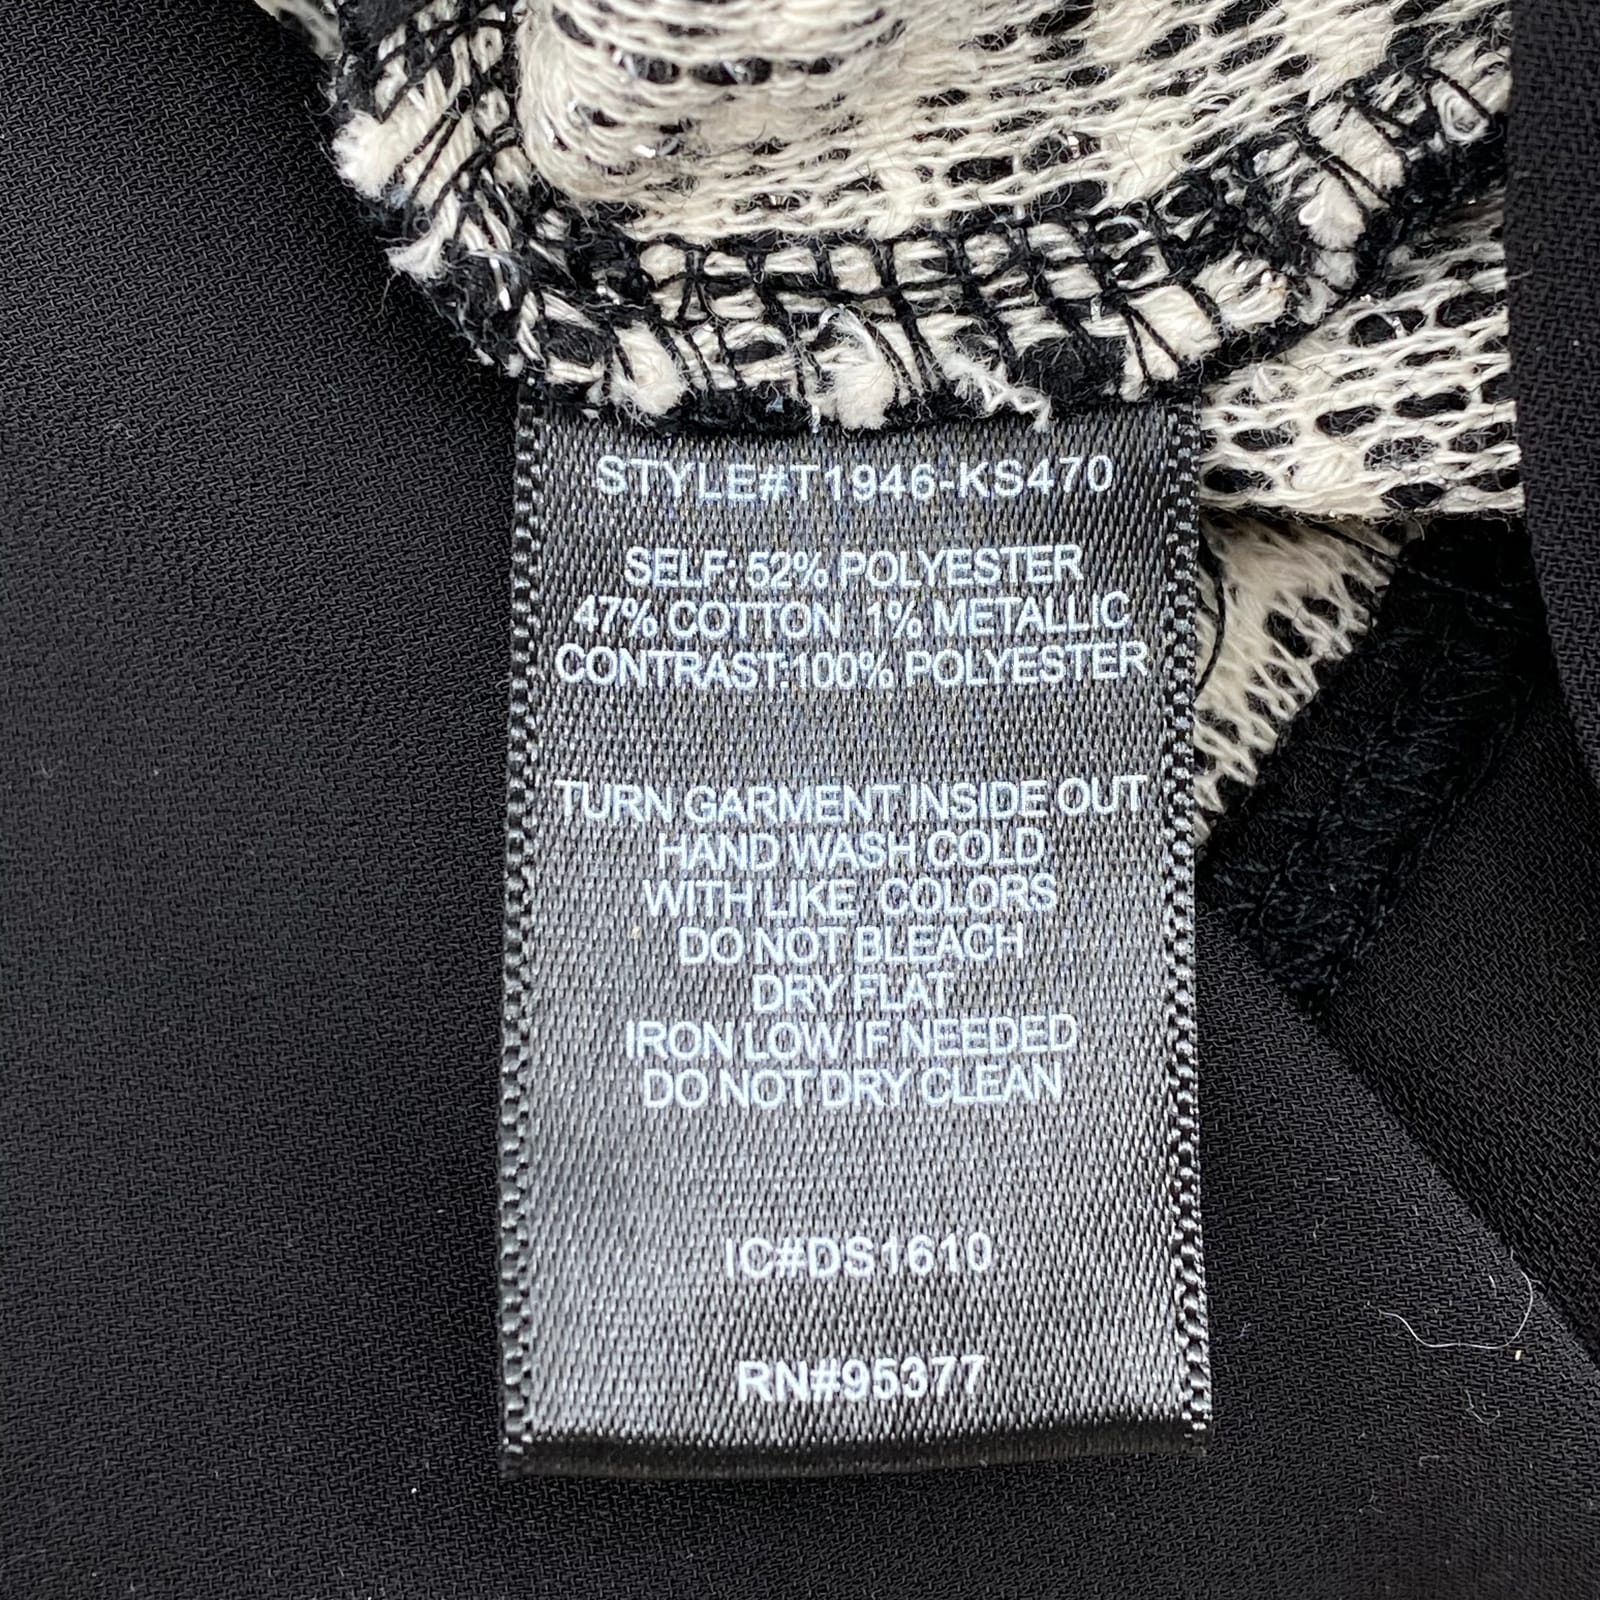 STYLE#T1946-KS470
SELF: 52% POLYESTER
47% COTTON 1% METALLIC
CONTRAST:100% POLYESTER
TURN GARMENT INSIDE OUT
HAND WASH COLD
WITH LIKE COLORS
DO NOT BLEACH
DRY FLAT
IRON LOW IF NEEDED
DO NOT DRY CLEAN
IC#DS1610
RN#95377